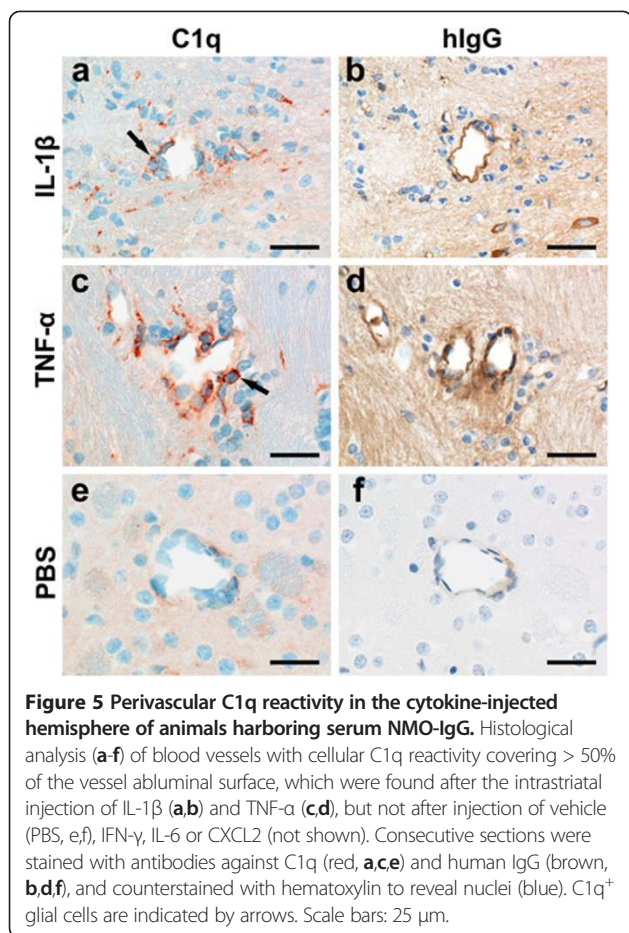 C1q hIgG
a b
IL-1β
c d
TNF-α
e f
PBS
Figure 5 Perivascular C1q reactivity in the cytokine-injected
hemisphere of animals harboring serum NMO-IgG. Histological
analysis (a-f) of blood vessels with cellular C1q reactivity covering > 50%
of the vessel abluminal surface, which were found after the intrastriatal
injection of IL-1β (a,b) and TNF-α (c,d), but not after injection of vehicle
(PBS, e,f), IFN-γ, IL-6 or CXCL2 (not shown). Consecutive sections were
stained with antibodies against C1q (red, a,c,e) and human IgG (brown,
b,d,f), and counterstained with hematoxylin to reveal nuclei (blue). C1q⁺
glial cells are indicated by arrows. Scale bars: 25 μm.